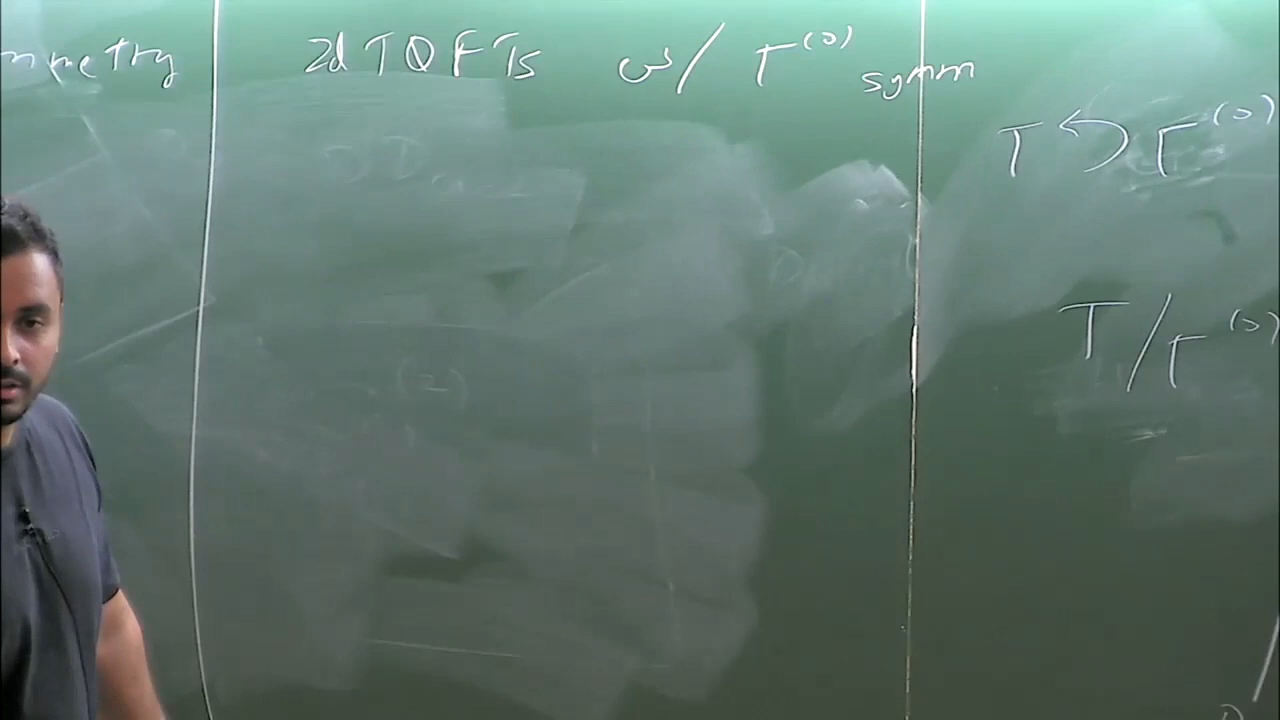 mmetry
2d TQFTs w/ Γ^(0) symm
T ↶ Γ^(0)
T/Γ^(0)